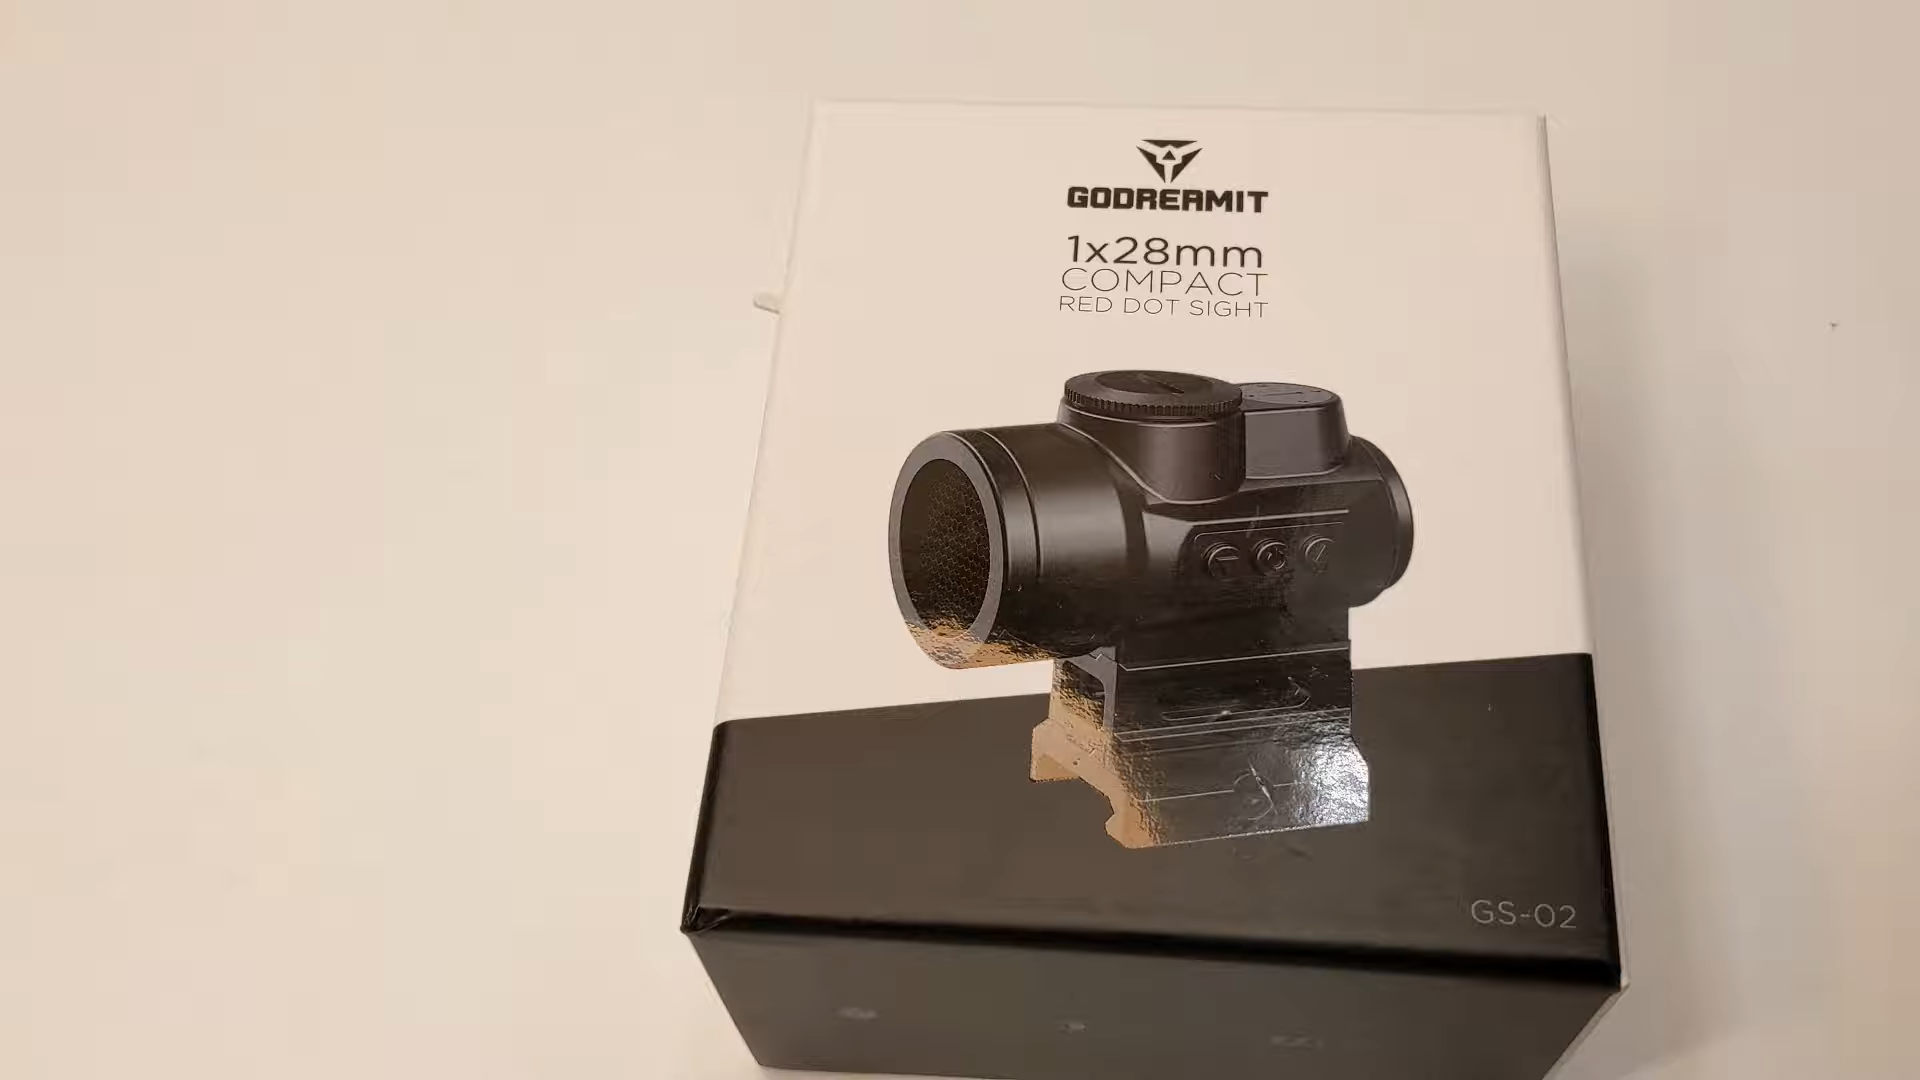 GODREAMIT
1x28mm
COMPACT
RED DOT SIGHT
GS-02